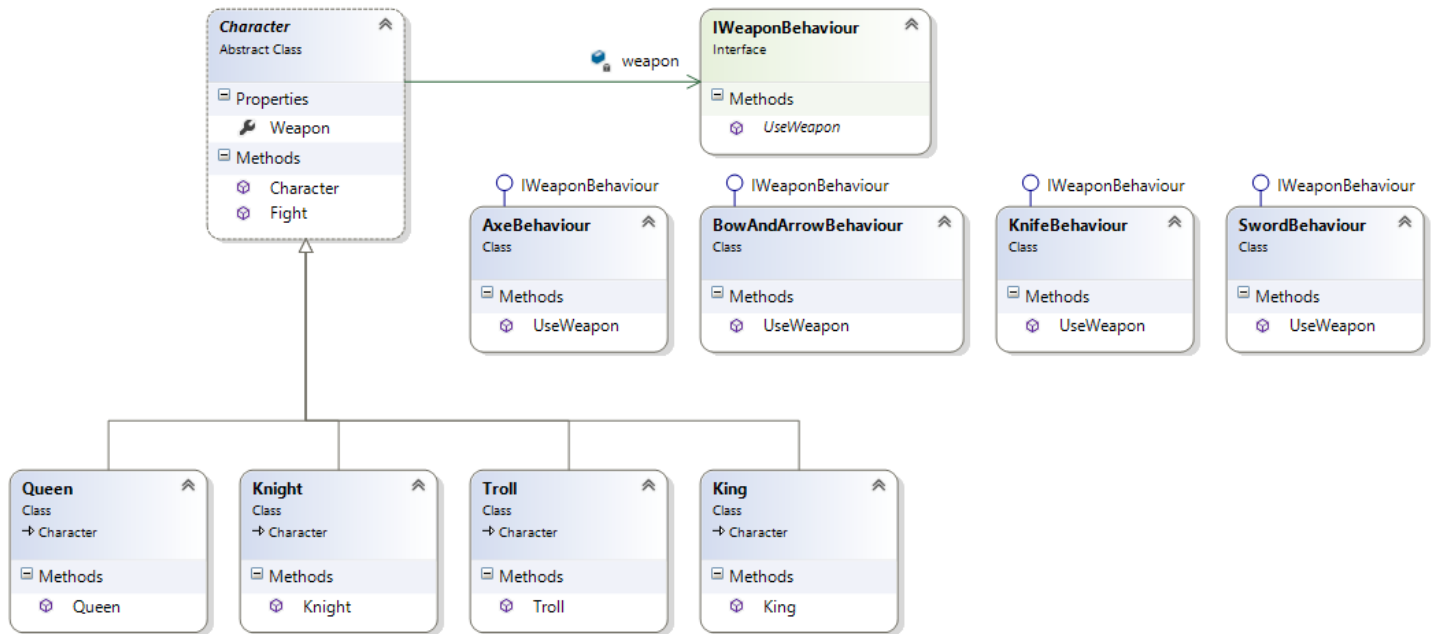 Character
Abstract Class
Properties
Weapon
Methods
Character
Fight
weapon
IWeaponBehaviour
Interface
Methods
UseWeapon
IWeaponBehaviour
AxeBehaviour
Class
Methods
UseWeapon
IWeaponBehaviour
BowAndArrowBehaviour
Class
Methods
UseWeapon
IWeaponBehaviour
KnifeBehaviour
Class
Methods
UseWeapon
IWeaponBehaviour
SwordBehaviour
Class
Methods
UseWeapon
Queen
Class
Character
Methods
Queen
Knight
Class
Character
Methods
Knight
Troll
Class
Character
Methods
Troll
King
Class
Character
Methods
King